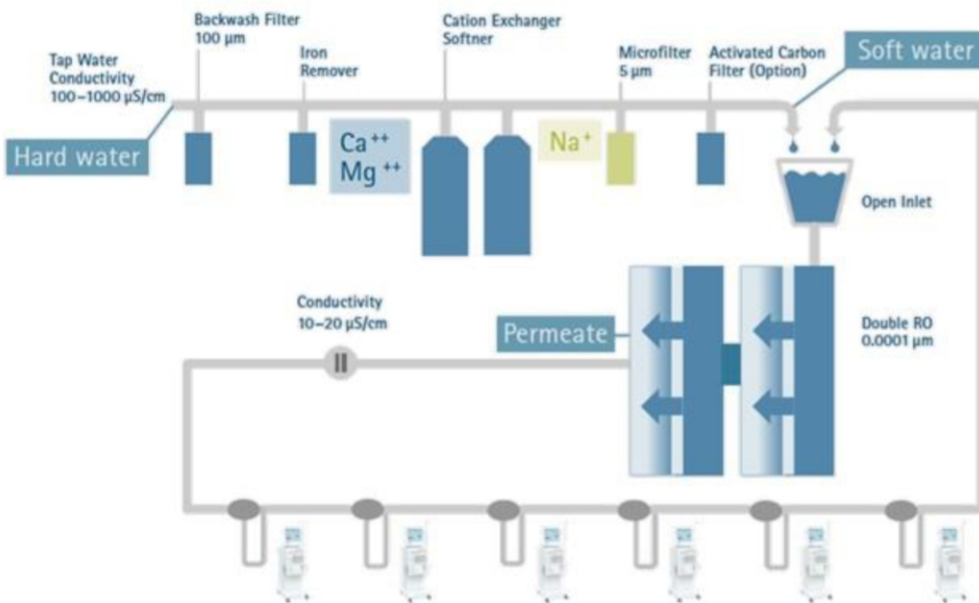 Backwash Filter
100 µm
Cation Exchanger
Softner
Tap Water
Conductivity
100–1000 µS/cm
Iron
Remover
Microfilter
5 µm
Activated Carbon
Filter (Option)
Soft water
Hard water
Ca++
Mg++
Na+
Open Inlet
Conductivity
10–20 µS/cm
Permeate
Double RO
0.0001 µm